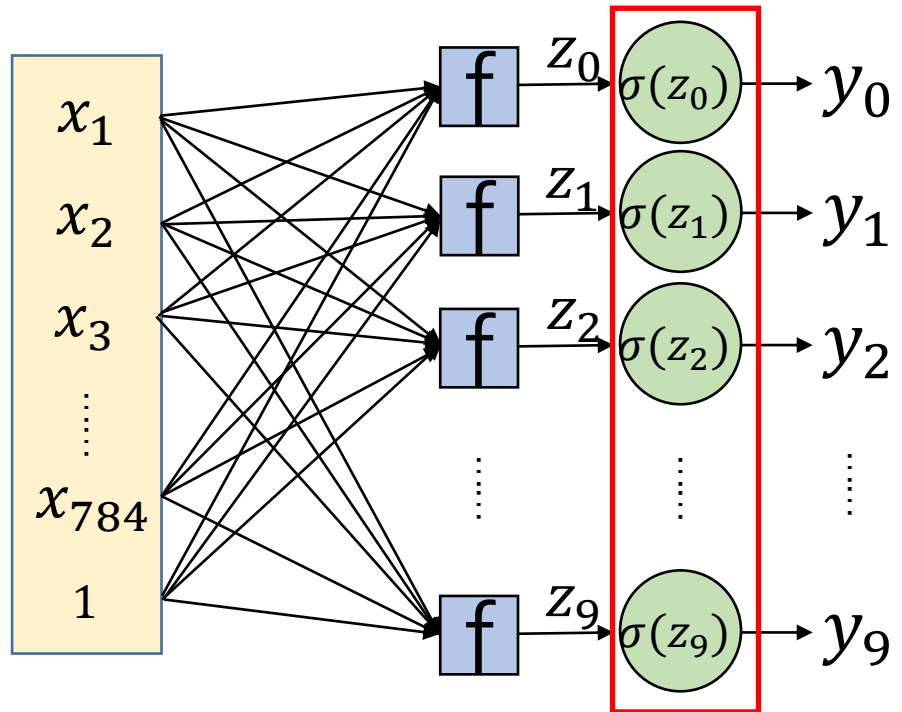 x₁
x₂
x₃
......
x₇₈₄
1
f
f
f
......
f
z₀
z₁
z₂
z₉
σ(z₀)
σ(z₁)
σ(z₂)
......
σ(z₉)
y₀
y₁
y₂
......
y₉